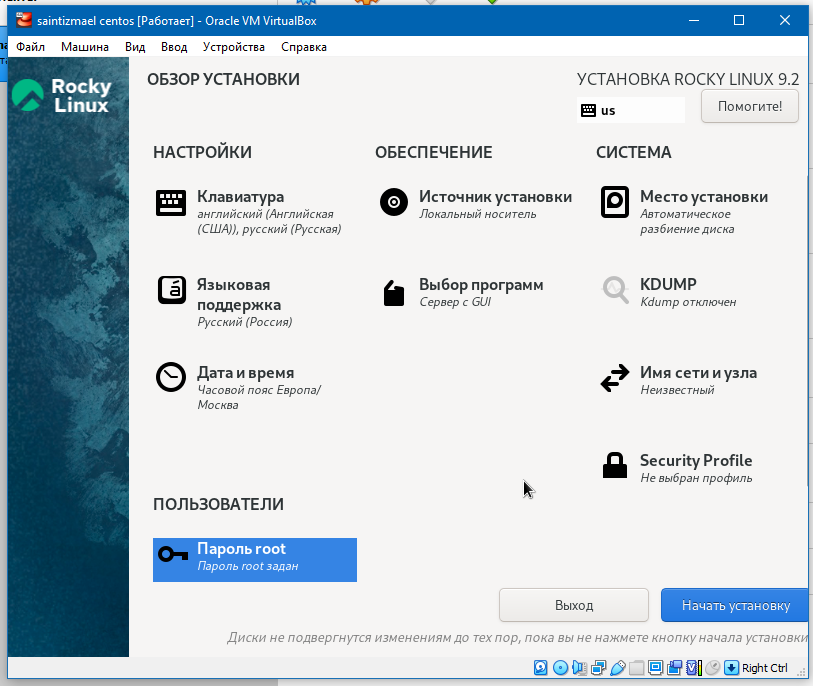 saintizmael centos [Работает] - Oracle VM VirtualBox
Файл Машина Вид Ввод Устройства Справка
Rocky
Linux
ОБЗОР УСТАНОВКИ
УСТАНОВКА ROCKY LINUX 9.2
us
Помогите!
НАСТРОЙКИ
Клавиатура
английский (Английская
(США)), русский (Русская)
Языковая
поддержка
Русский (Россия)
Дата и время
Часовой пояс Европа/
Москва
ОБЕСПЕЧЕНИЕ
Источник установки
Локальный носитель
Выбор программ
Сервер с GUI
СИСТЕМА
Место установки
Автоматическое
разбиение диска
KDUMP
Kdump отключен
Имя сети и узла
Неизвестный
Security Profile
Не выбран профиль
ПОЛЬЗОВАТЕЛИ
Пароль root
Пароль root задан
Выход
Начать установку
Диски не подвергнутся изменениям до тех пор, пока вы не нажмете кнопку начала установки
Right Ctrl